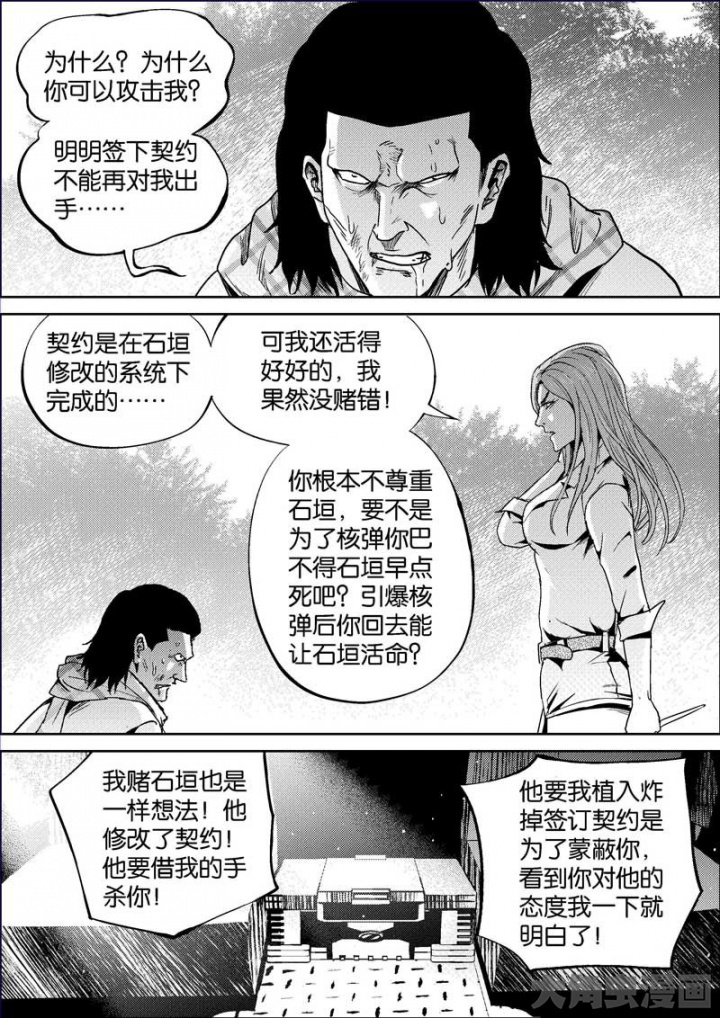 为什么？为什么
你可以攻击我？
明明签下契约
不能再对我出
手……
契约是在石垣
修改的系统下
完成的……
可我还活得
好好的，我
果然没赌错！
你根本不尊重
石垣，要不是
为了核弹你巴
不得石垣早点
死吧？引爆核
弹后你回去能
让石垣活命？
我赌石垣也是
一样想法！他
修改了契约！
他要借我的手
杀你！
他要我植入炸
掉签订契约是
为了蒙蔽你，
看到你对他的
态度我一下就
明白了！
大角虫漫画